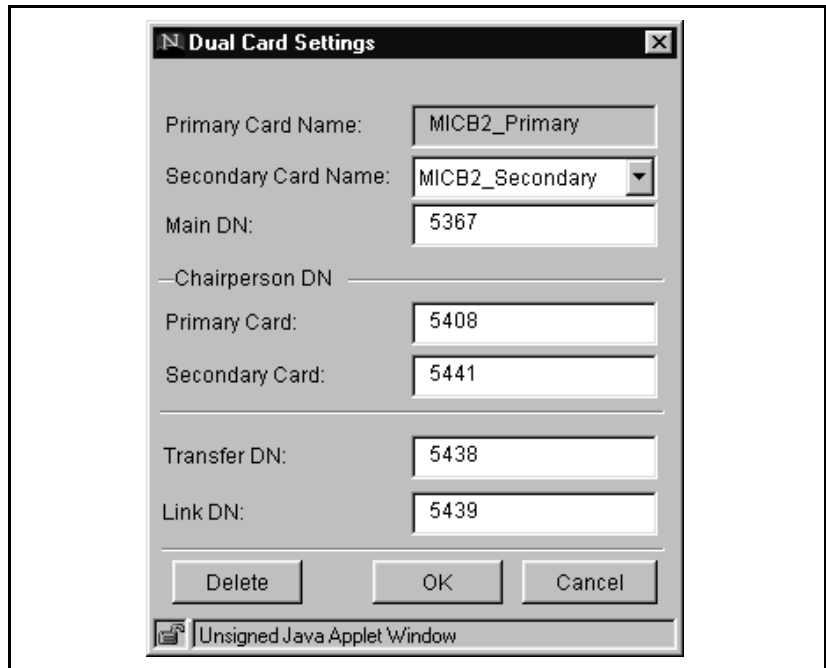 N Dual Card Settings
Primary Card Name: MICB2_Primary
Secondary Card Name: MICB2_Secondary
Main DN: 5367
Chairperson DN
Primary Card: 5408
Secondary Card: 5441
Transfer DN: 5438
Link DN: 5439
Delete OK Cancel
Unsigned Java Applet Window